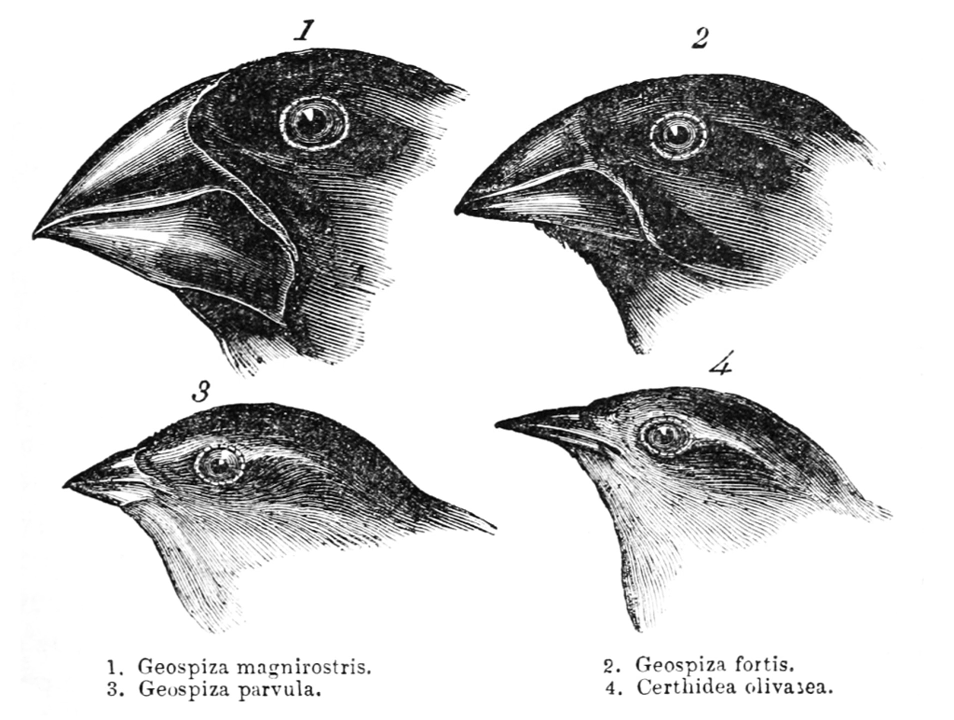 1
2
3
4
1. Geospiza magnirostris.
2. Geospiza fortis.
3. Geospiza parvula.
4. Certhidea olivasea.